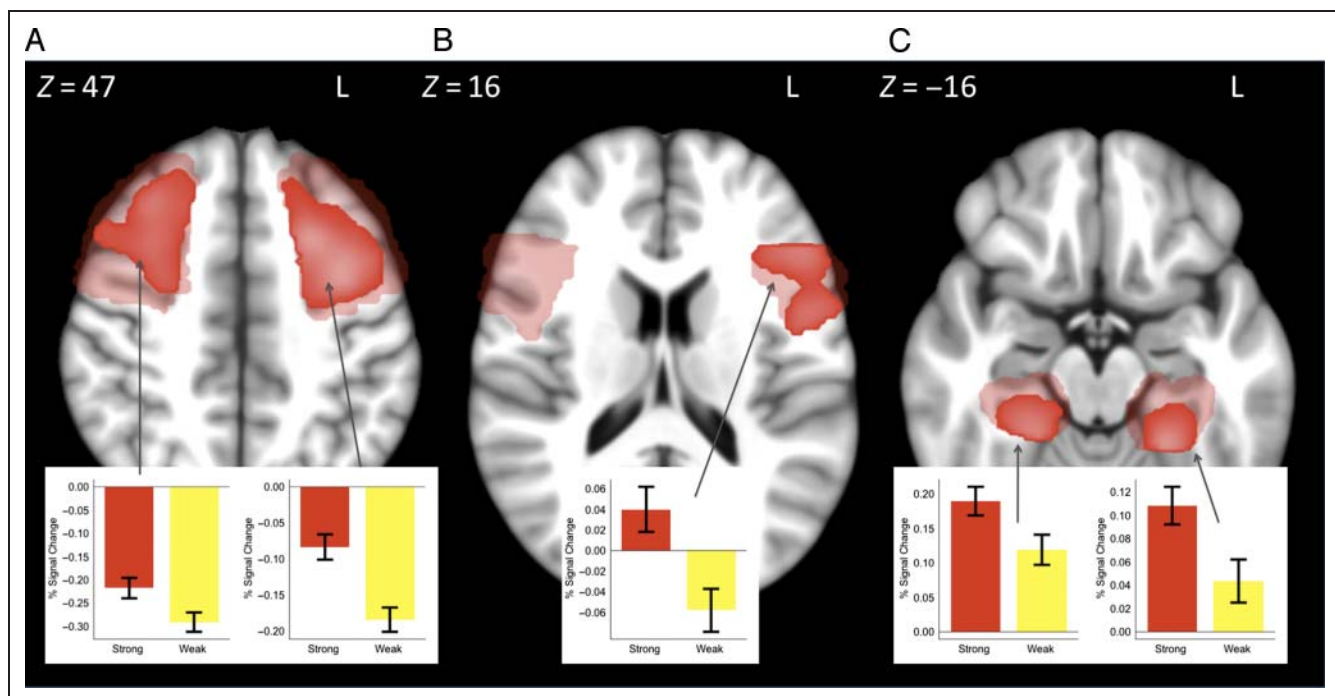 A
B
C
Z = 47
L
Z = 16
L
Z = −16
L
% Signal Change
0.00
−0.05
−0.10
−0.15
−0.20
−0.25
−0.30
Strong
Weak
% Signal Change
0.00
−0.05
−0.10
−0.15
−0.20
Strong
Weak
% Signal Change
0.06
0.04
0.02
0.00
−0.02
−0.04
−0.06
Strong
Weak
% Signal Change
0.20
0.15
0.10
0.05
0.00
Strong
Weak
% Signal Change
0.12
0.10
0.08
0.06
0.04
0.02
0.00
Strong
Weak